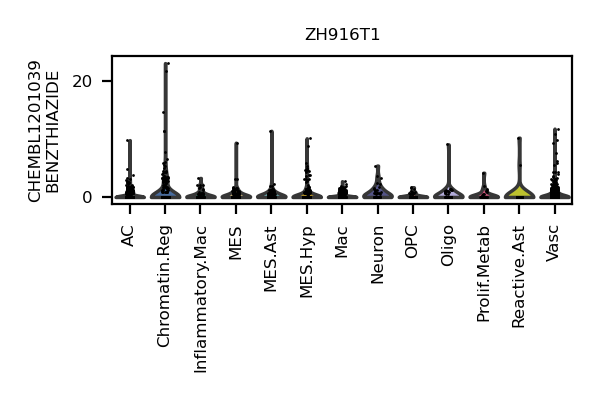 ZH916T1
CHEMBL1201039
BENZTHIAZIDE
20
0
AC
Chromatin.Reg
Inflammatory.Mac
MES
MES.Ast
MES.Hyp
Mac
Neuron
OPC
Oligo
Prolif.Metab
Reactive.Ast
Vasc